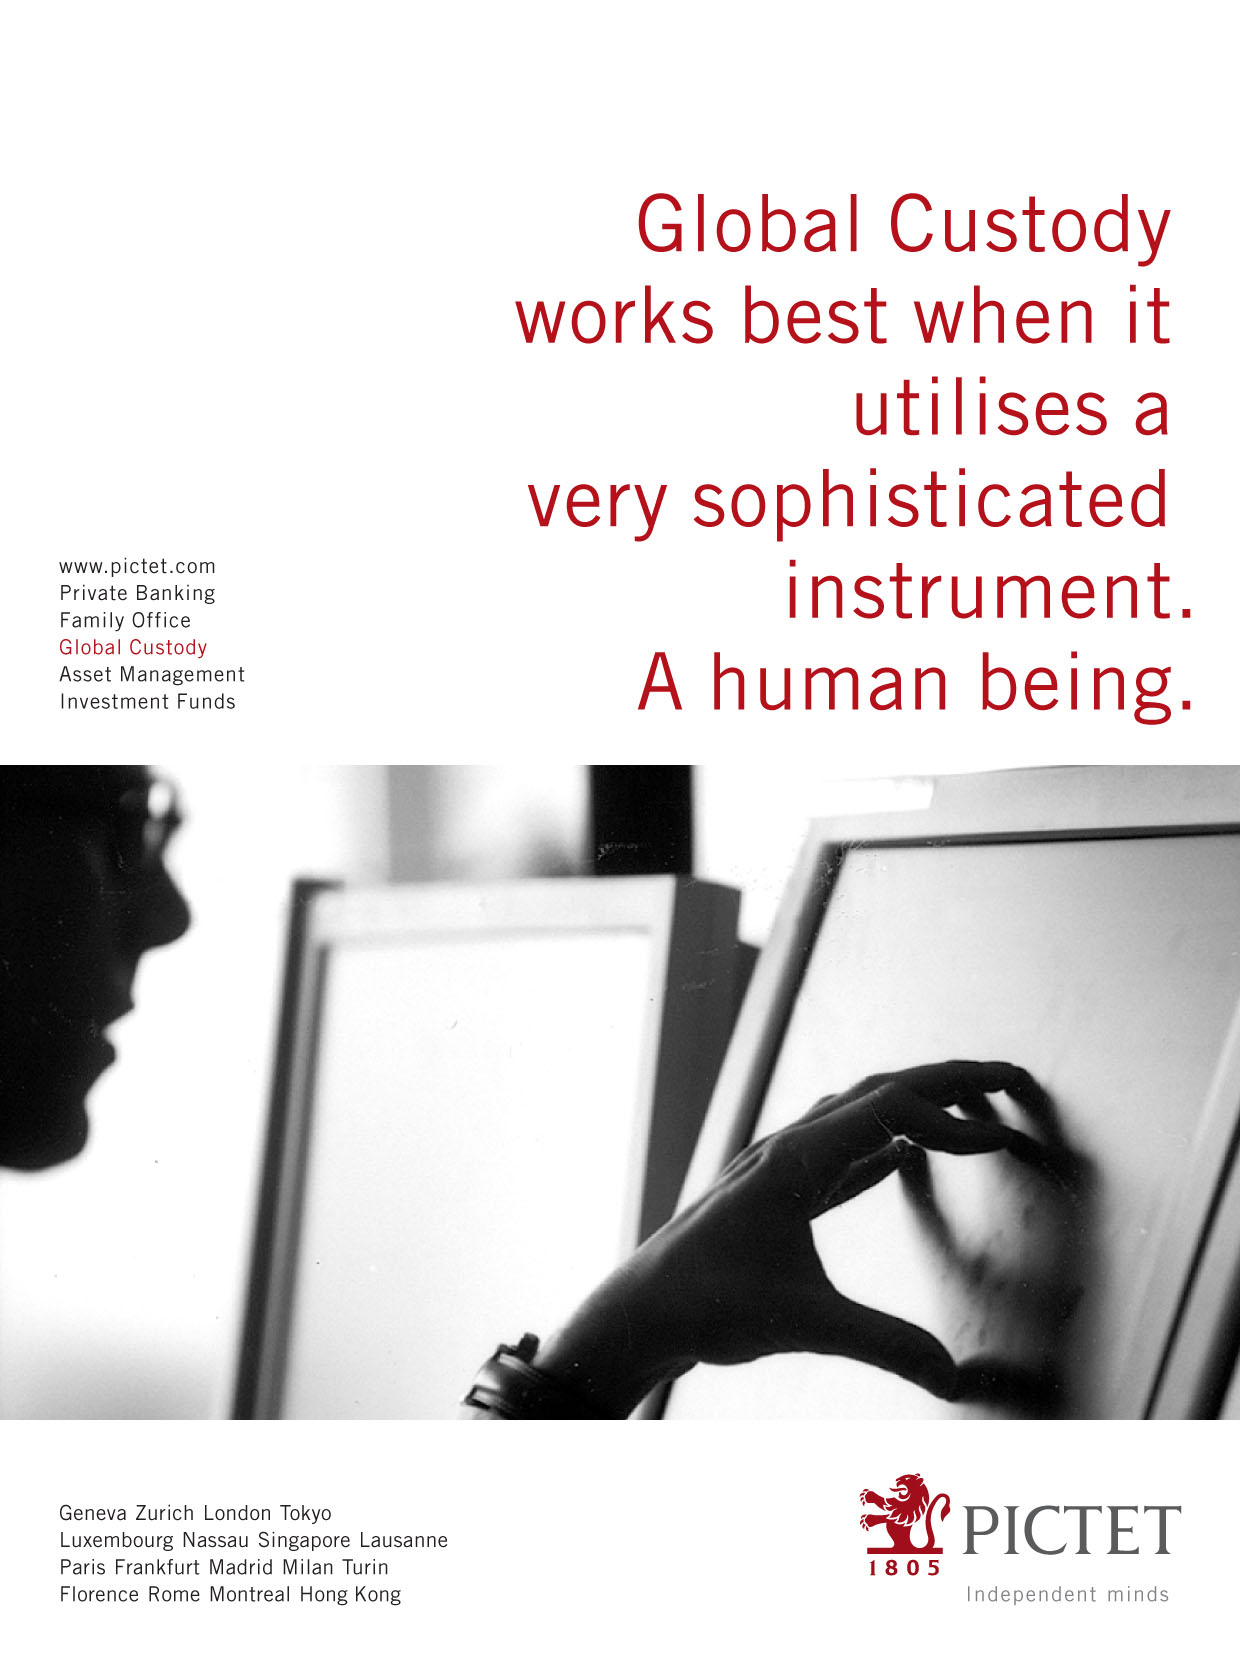 Global Custody
works best when it
utilises a
very sophisticated
instrument.
A human being.
www.pictet.com
Private Banking
Family Office
Global Custody
Asset Management
Investment Funds
Geneva Zurich London Tokyo
Luxembourg Nassau Singapore Lausanne
Paris Frankfurt Madrid Milan Turin
Florence Rome Montreal Hong Kong
1805
PICTET
Independent minds